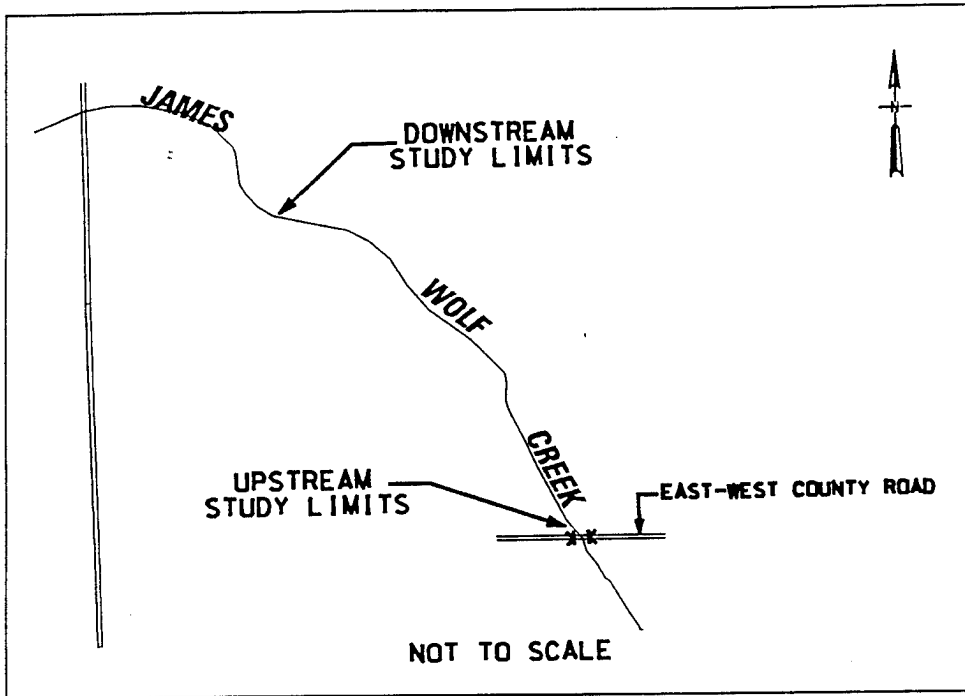 JAMES
DOWNSTREAM
STUDY LIMITS
N
WOLF
CREEK
UPSTREAM
STUDY LIMITS
EAST-WEST COUNTY ROAD
NOT TO SCALE